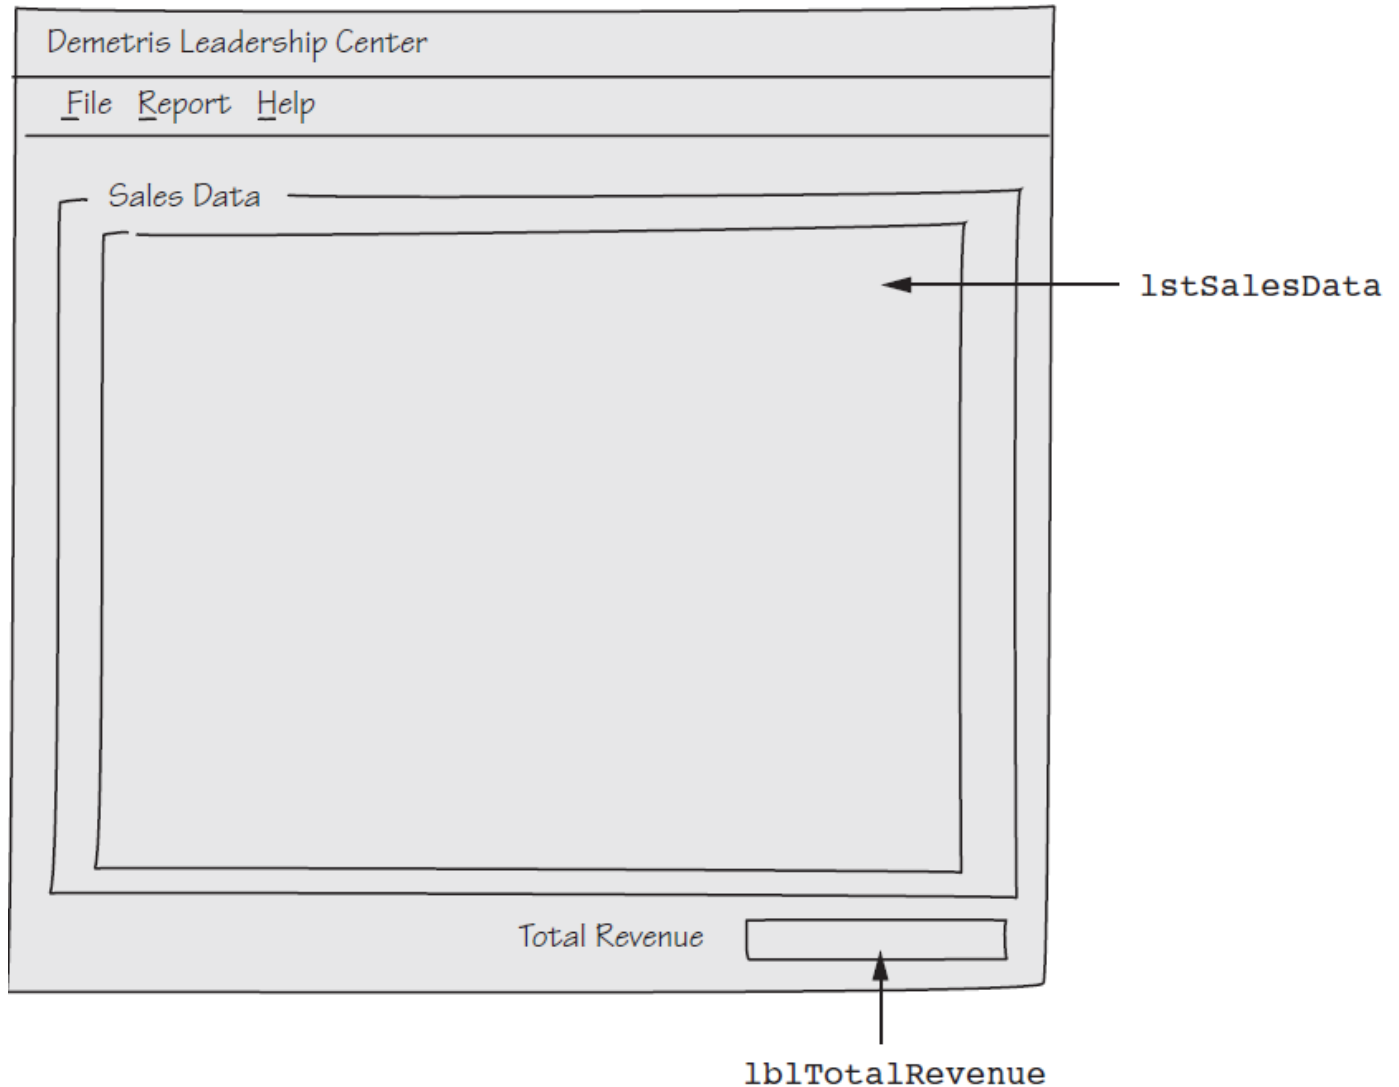 Demetris Leadership Center
File Report Help
Sales Data
lstSalesData
Total Revenue
lblTotalRevenue